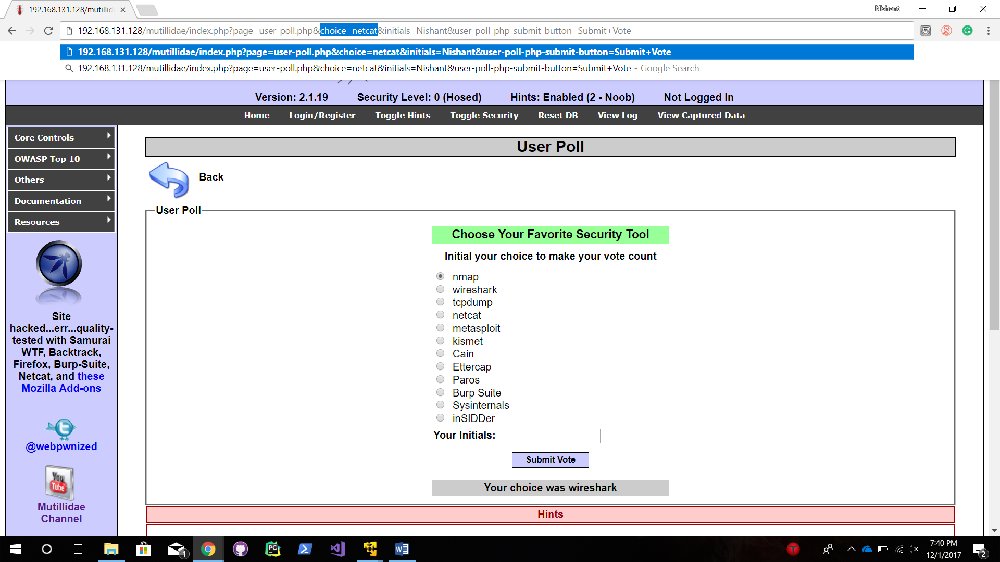 192.168.131.128/mutillid
Nishant
192.168.131.128/mutillidae/index.php?page=user-poll.php&choice=netcat&initials=Nishant&user-poll-php-submit-button=Submit+Vote
192.168.131.128/mutillidae/index.php?page=user-poll.php&choice=netcat&initials=Nishant&user-poll-php-submit-button=Submit+Vote
192.168.131.128/mutillidae/index.php?page=user-poll.php&choice=netcat&initials=Nishant&user-poll-php-submit-button=Submit+Vote - Google Search
Version: 2.1.19 Security Level: 0 (Hosed) Hints: Enabled (2 - Noob) Not Logged In
Home Login/Register Toggle Hints Toggle Security Reset DB View Log View Captured Data
Core Controls
OWASP Top 10
Others
Documentation
Resources
Site
hacked...err...quality-
tested with Samurai
WTF, Backtrack,
Firefox, Burp-Suite,
Netcat, and these
Mozilla Add-ons
@webpwnized
You
Tube
Mutillidae
Channel
User Poll
Back
User Poll
Choose Your Favorite Security Tool
Initial your choice to make your vote count
nmap
wireshark
tcpdump
netcat
metasploit
kismet
Cain
Ettercap
Paros
Burp Suite
Sysinternals
inSIDDer
Your Initials:
Submit Vote
Your choice was wireshark
Hints
1
PC
W
7:40 PM
12/1/2017
2